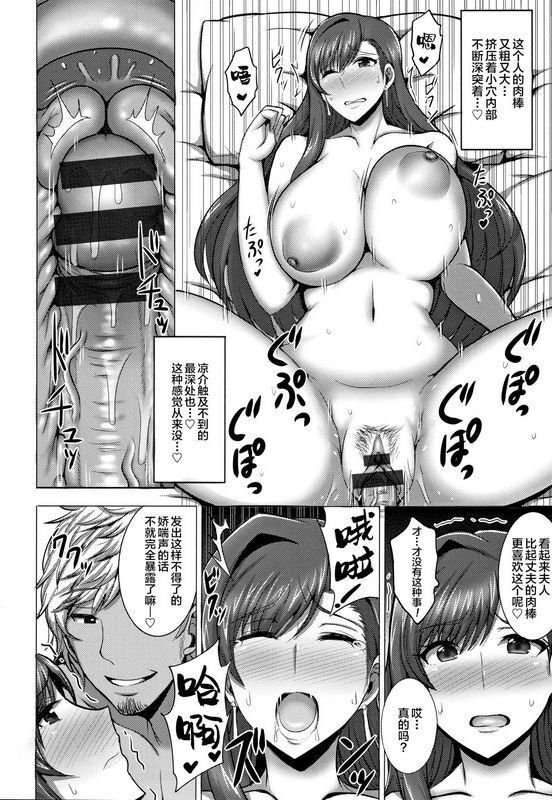 这个人的肉棒
又粗又大…
挤压着小穴内部
不断深突着…♡
嗯♡
唔♡
たぷっ♡
たぷっ♡
ドチュッ
ドチュッ
ぐぷっ♡
ぐぽっ
ぐぽっ
凉介触及不到的
最深处也…♡
这种感觉从来没…♡
看起来夫人
比起丈夫的肉棒
更喜欢这个呢♡
哎…
真的吗？
才…才没有这种事！
哦
啦
发出这样不得了的
娇喘声的话
不就完全暴露了嘛—♡
哈
啊♡